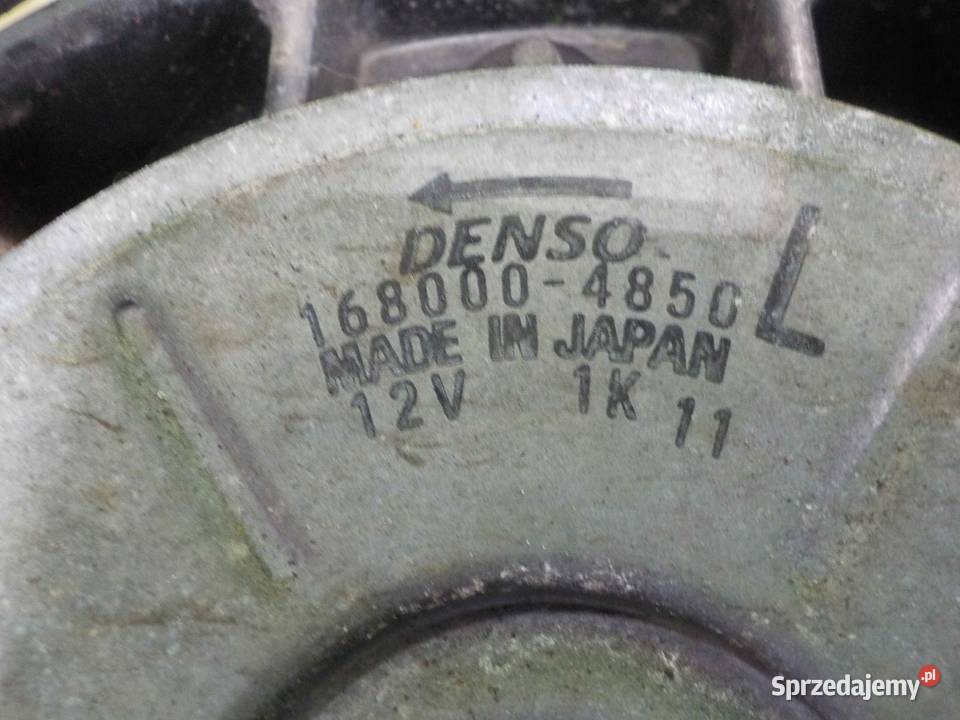 DENSO
168000-4850 L
MADE IN JAPAN
12V 1K 11
Sprzedajemy.pl